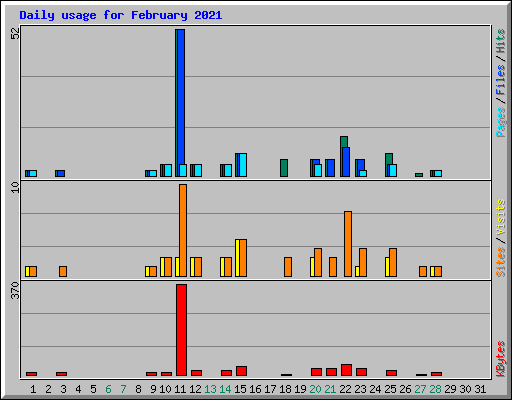 Daily usage for February 2021
52
Pages / Files / Hits
10
Sites / Visits
370
KBytes
1 2 3 4 5 6 7 8 9 10 11 12 13 14 15 16 17 18 19 20 21 22 23 24 25 26 27 28 29 30 31